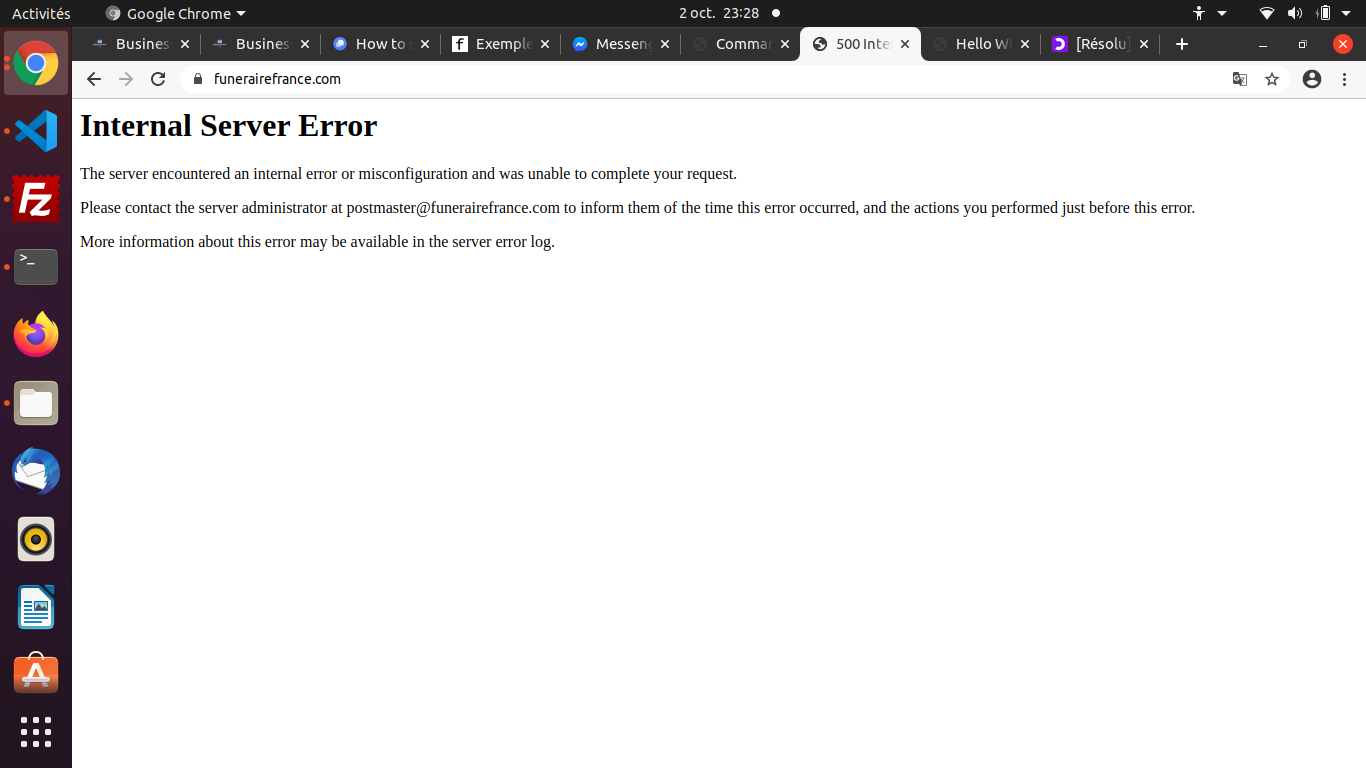 Activités
Google Chrome
2 oct. 23:28
Busines
Busines
How to
Exemple
Messeng
Comma
500 Inte
Hello W
[Résolu]
funerairefrance.com
Internal Server Error
The server encountered an internal error or misconfiguration and was unable to complete your request.
Please contact the server administrator at postmaster@funerairefrance.com to inform them of the time this error occurred, and the actions you performed just before this error.
More information about this error may be available in the server error log.